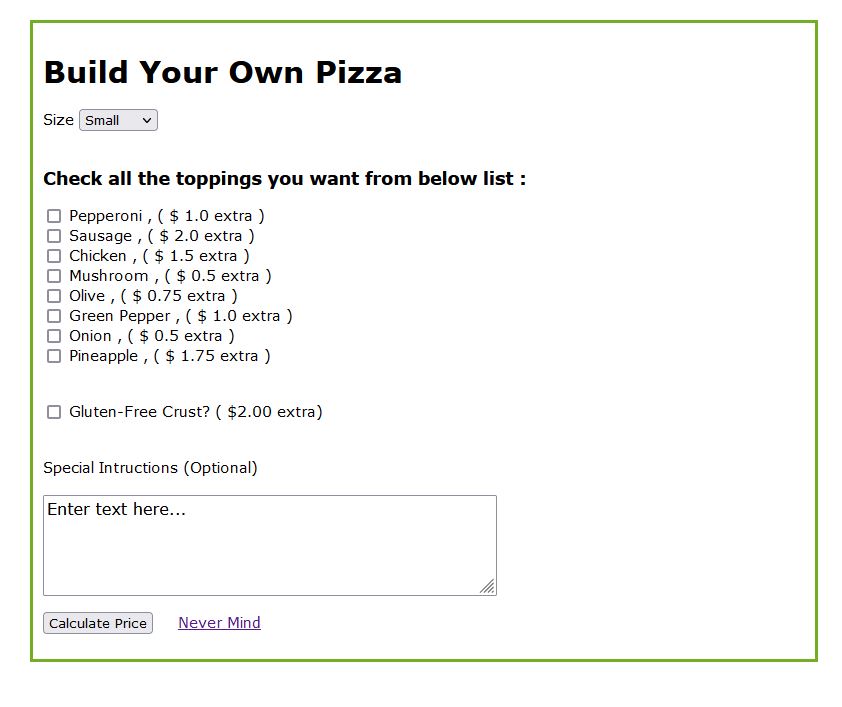 Build Your Own Pizza
Size Small
Check all the toppings you want from below list :
Pepperoni , ( $ 1.0 extra )
Sausage , ( $ 2.0 extra )
Chicken , ( $ 1.5 extra )
Mushroom , ( $ 0.5 extra )
Olive , ( $ 0.75 extra )
Green Pepper , ( $ 1.0 extra )
Onion , ( $ 0.5 extra )
Pineapple , ( $ 1.75 extra )
Gluten-Free Crust? ( $2.00 extra)
Special Intructions (Optional)
Enter text here...
Calculate Price Never Mind